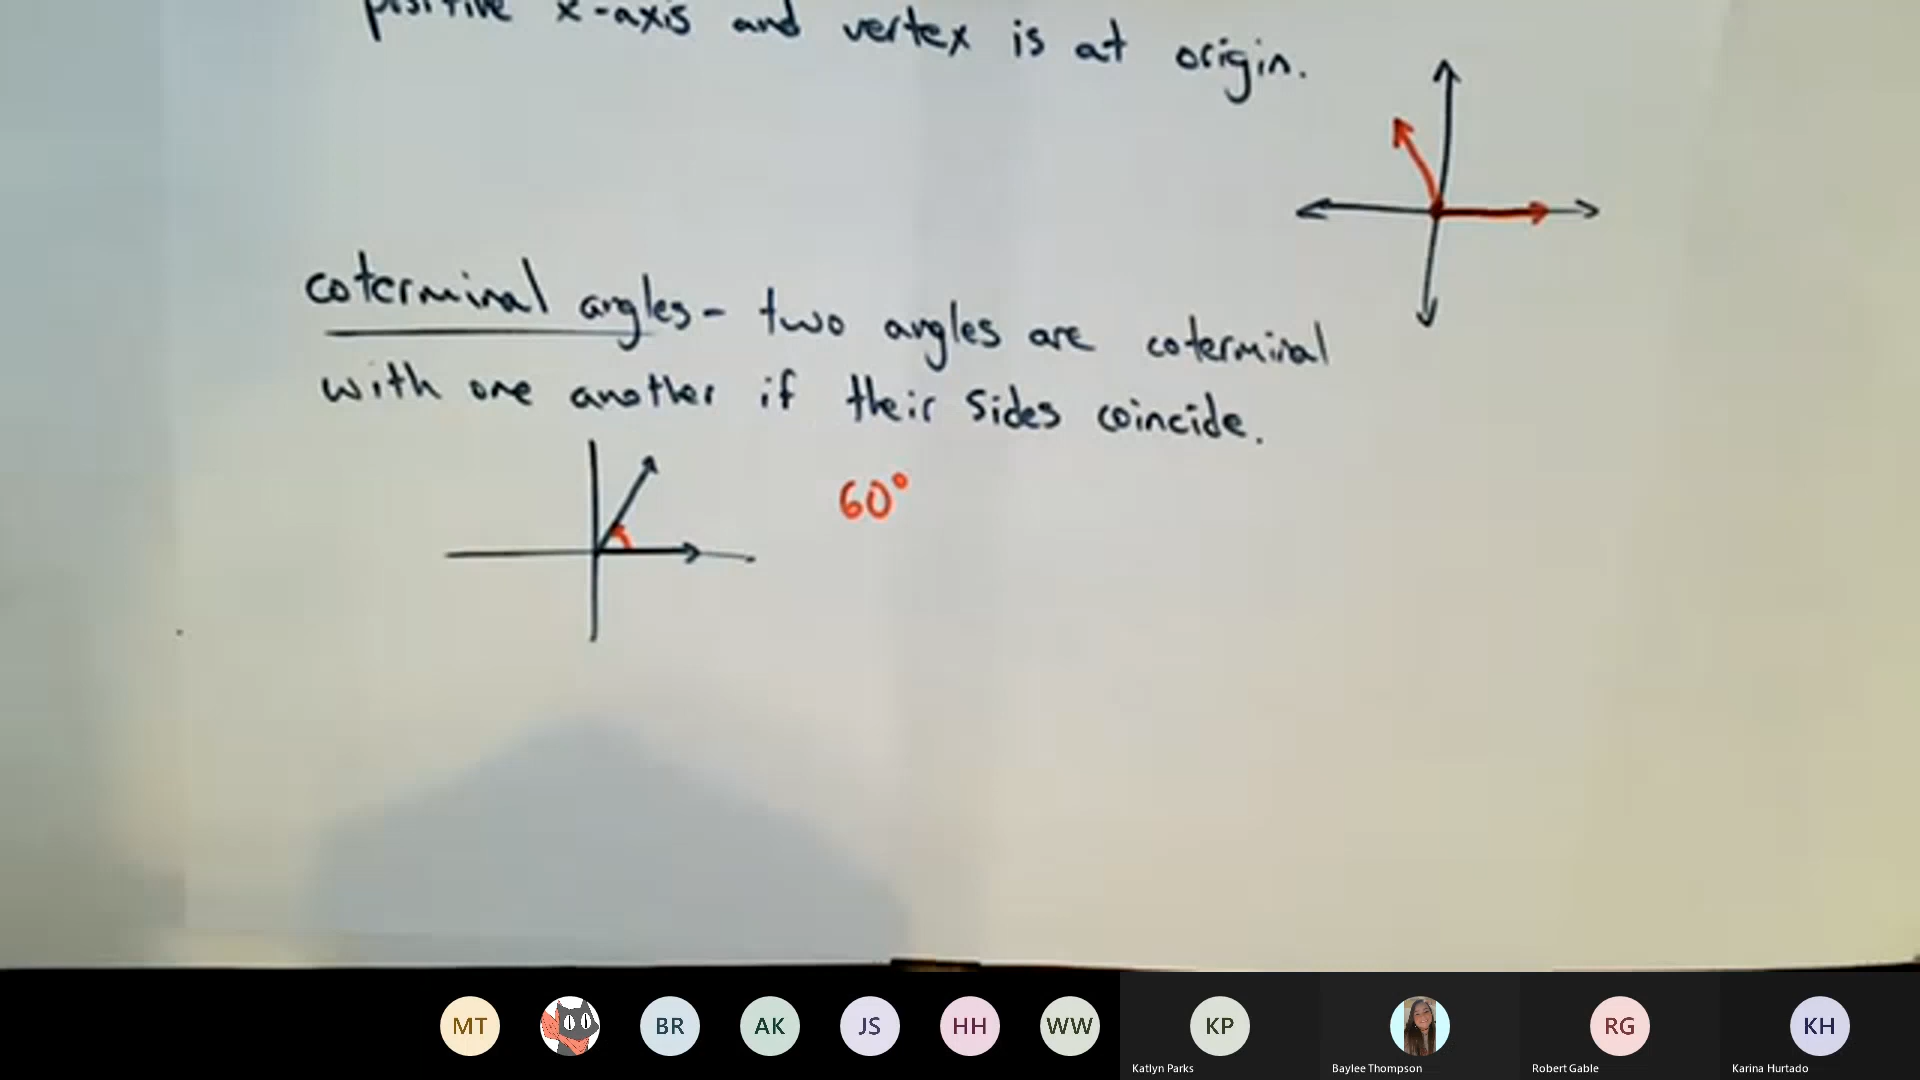 positive x-axis and vertex is at origin.
coterminal angles- two angles are coterminal
with one another if their sides coincide.
60°
MT
BR
AK
JS
HH
WW
KP
RG
KH
Katlyn Parks
Baylee Thompson
Robert Gable
Karina Hurtado